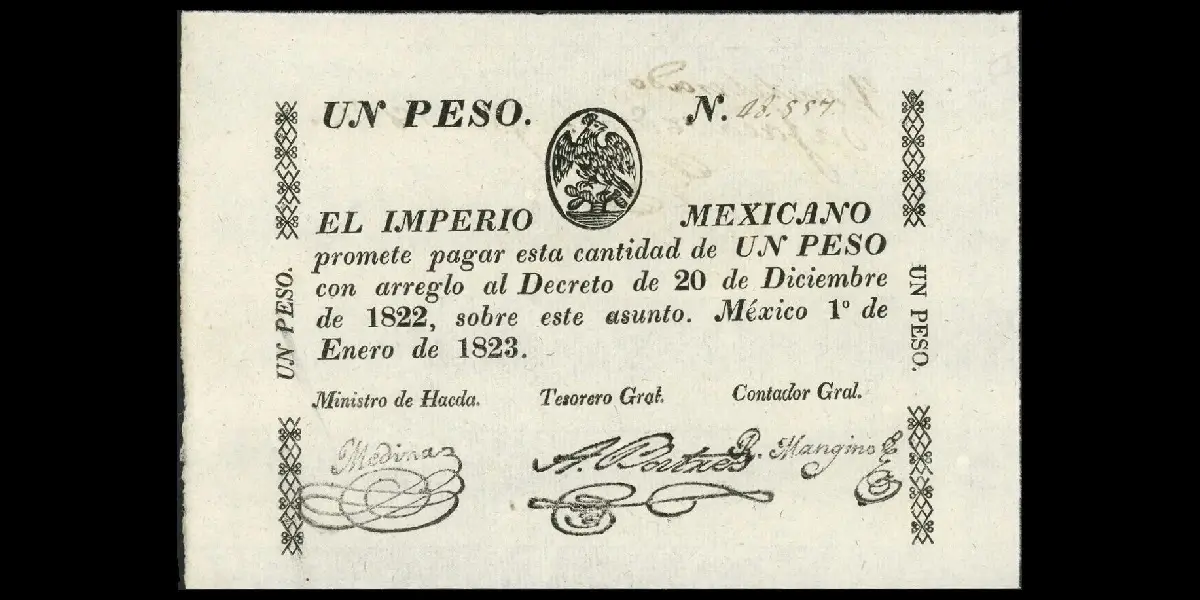 UN PESO.
N. 48.557
EL IMPERIO MEXICANO
promete pagar esta cantidad de UN PESO
con arreglo al Decreto de 20 de Diciembre
de 1822, sobre este asunto. México 1º de
Enero de 1823.
UN PESO.
UN PESO.
Ministro de Hacda. Tesorero Gral. Contador Gral.
Medina A. Batres R. Mangino